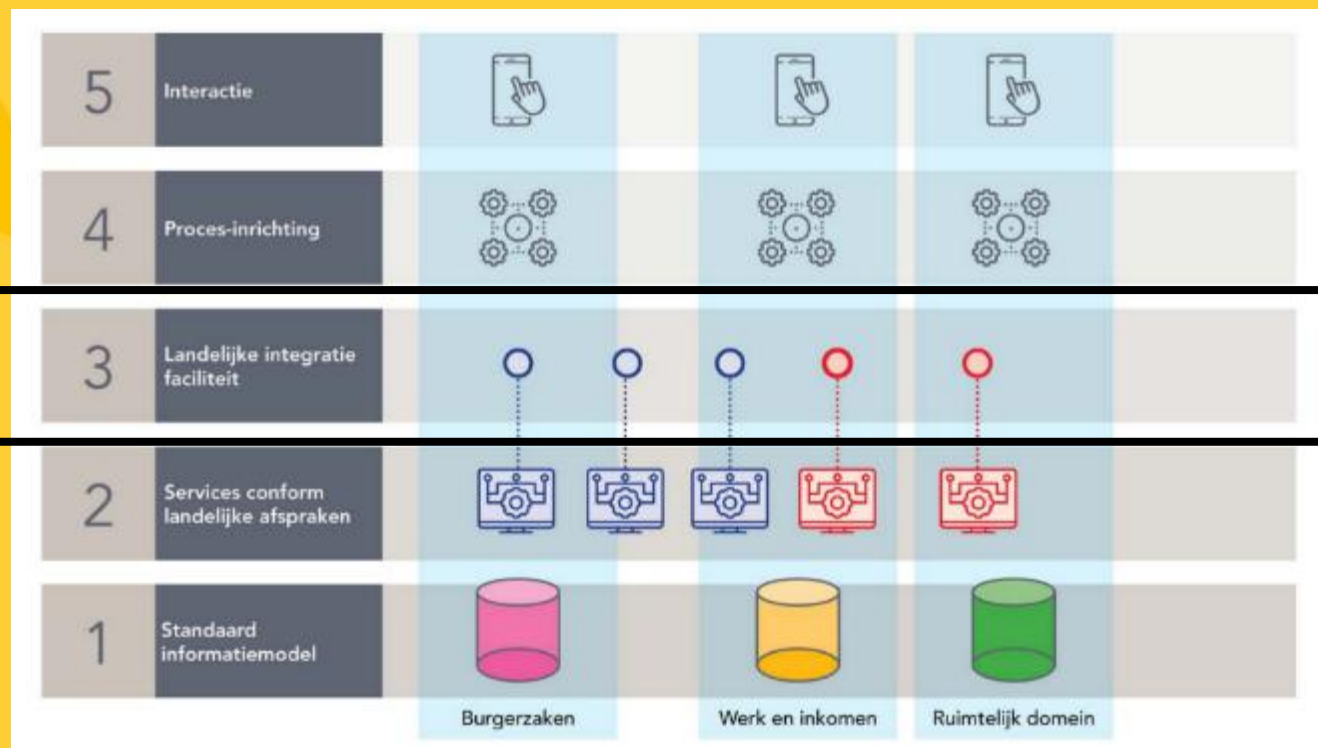 5
Interactie
4
Proces-inrichting
3
Landelijke integratie
faciliteit
2
Services conform
landelijke afspraken
1
Standaard
informatiemodel
Burgerzaken
Werk en inkomen
Ruimtelijk domein